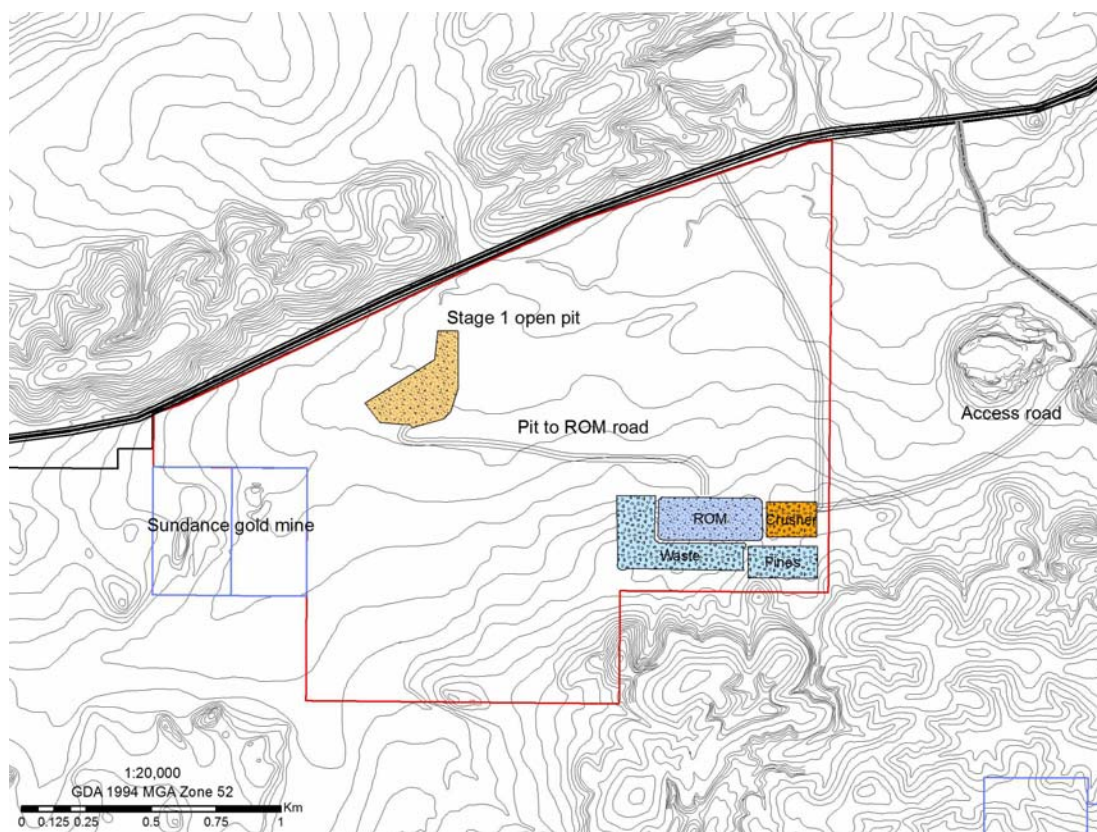 Stage 1 open pit
Pit to ROM road
Access road
Sundance gold mine
ROM
Crusher
Waste
Fines
1:20,000
GDA 1994 MGA Zone 52
Km
0 0.125 0.25 0.5 0.75 1